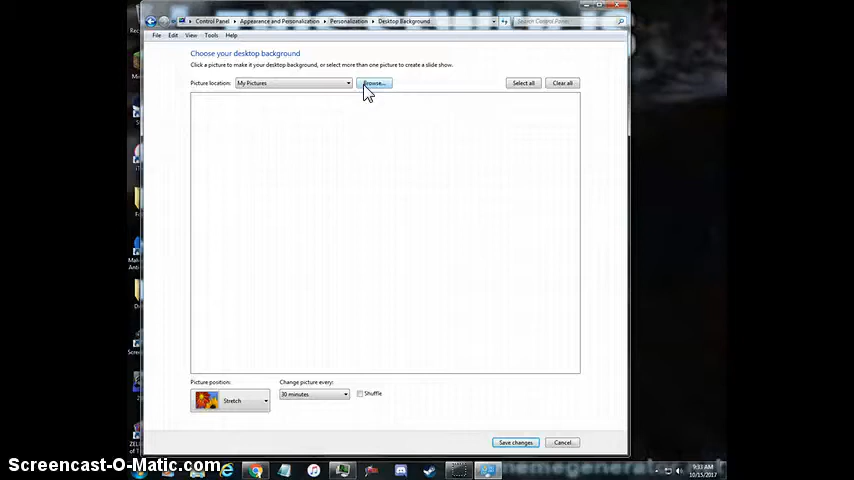 Control Panel ▸ Appearance and Personalization ▸ Personalization ▸ Desktop Background
Search Control Panel
File Edit View Tools Help
Choose your desktop background
Click a picture to make it your desktop background, or select more than one picture to create a slide show.
Picture location: My Pictures Browse... Select all Clear all
Picture position: Change picture every:
Stretch 30 minutes Shuffle
Save changes Cancel
Screencast-O-Matic.com
9:33 AM
10/15/2017